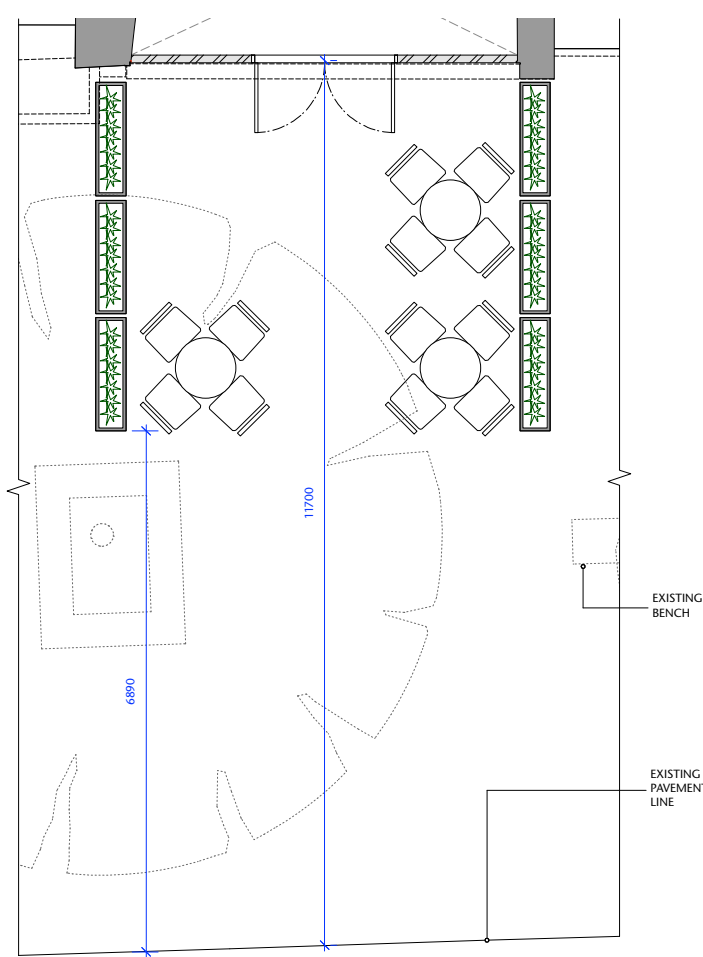 11700
EXISTING
BENCH
6890
EXISTING
PAVEMENT
LINE